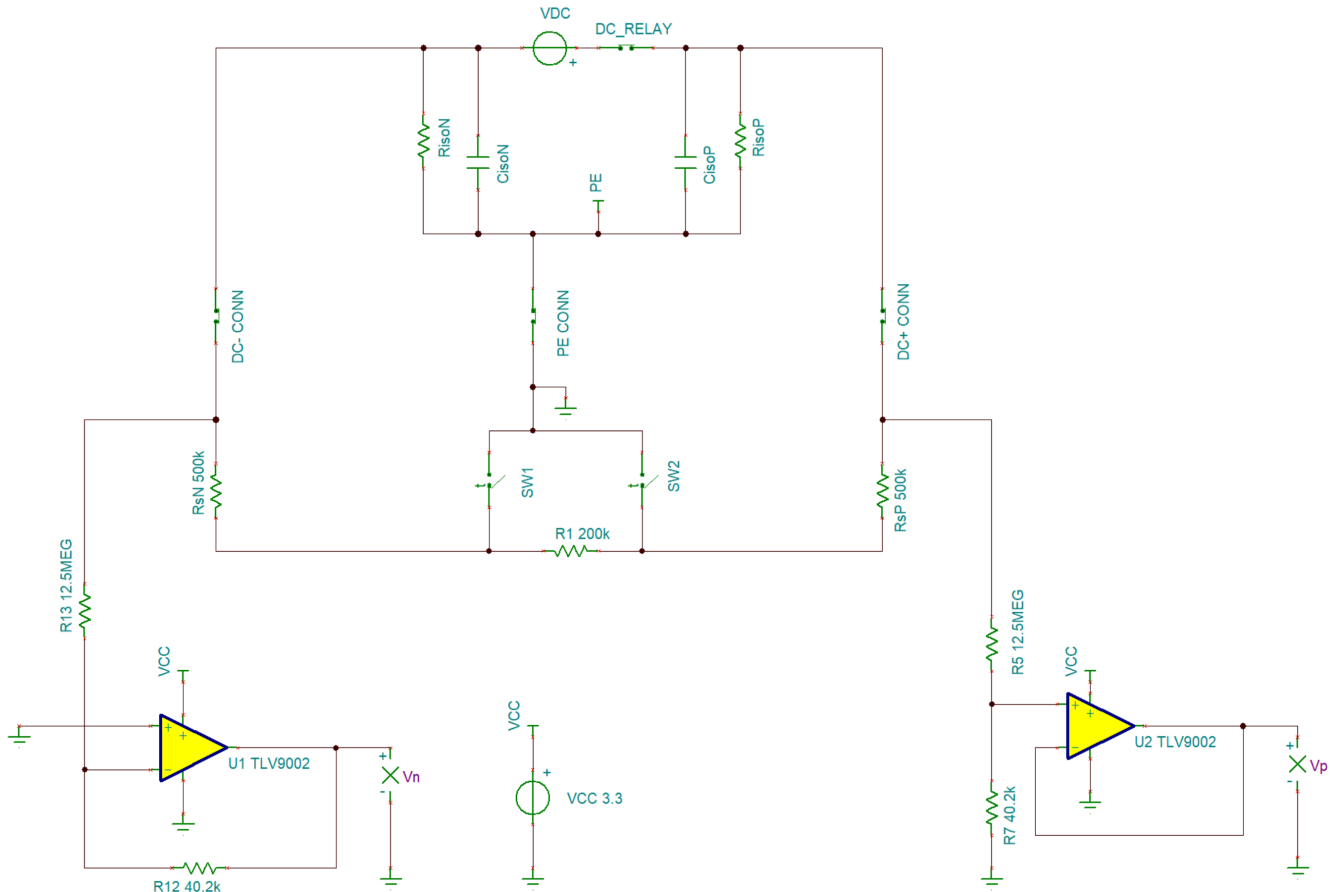 VDC
DC_RELAY
RisoN
CisoN
CisoP
RisoP
PE
DC- CONN
PE CONN
DC+ CONN
RsN 500k
SW1
SW2
RsP 500k
R1 200k
R13 12.5MEG
R5 12.5MEG
VCC
VCC
VCC
+
+
-
U1 TLV9002
+
-
Vn
+
VCC 3.3
+
+
-
U2 TLV9002
+
-
Vp
R7 40.2k
R12 40.2k
+
t
t